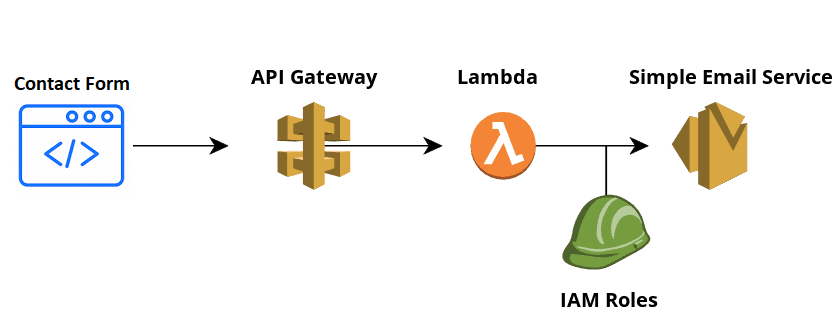 Contact Form
API Gateway
Lambda
Simple Email Service
</>
λ
IAM Roles